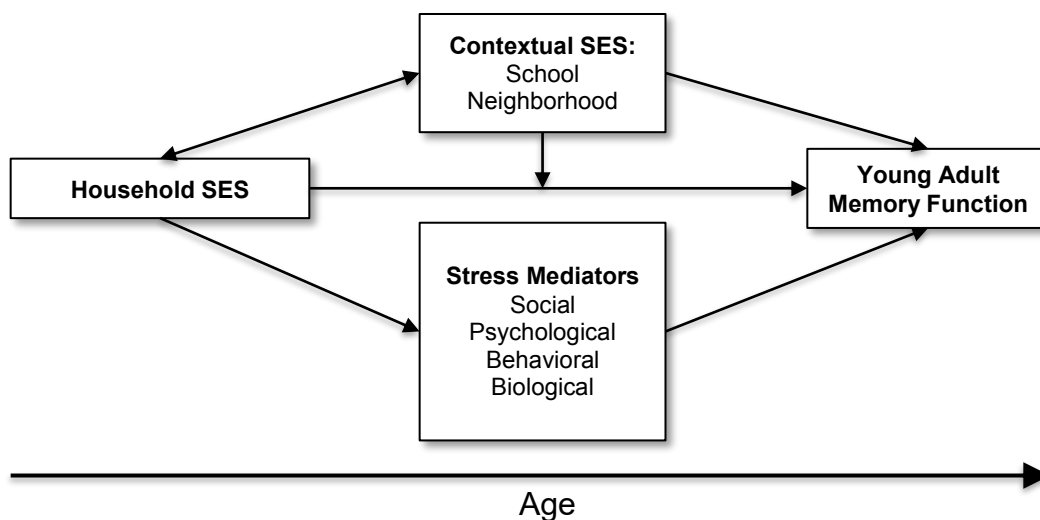 Contextual SES:
School
Neighborhood
Household SES
Young Adult
Memory Function
Stress Mediators
Social
Psychological
Behavioral
Biological
Age